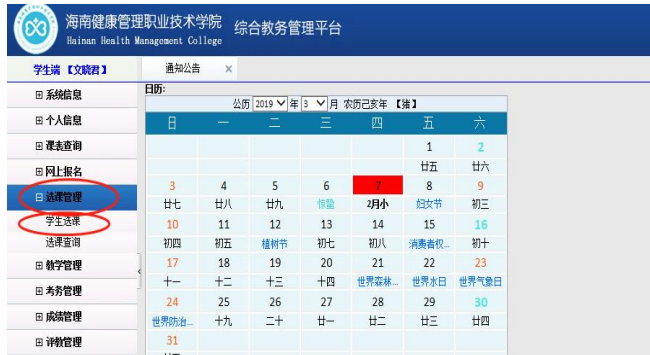 海南健康管理职业技术学院 综合教务管理平台
Hainan Health Management College
学生端 【文晓君】
通知公告 ×
系统信息
个人信息
课表查询
网上报名
选课管理
学生选课
选课查询
教学管理
考务管理
成绩管理
评教管理
日历:
公历 2019 年 3 月 农历己亥年 【猪】
日 一 二 三 四 五 六
1 2
廿五 廿六
3 4 5 6 7 8 9
廿七 廿八 廿九 惊蛰 2月小 妇女节 初三
10 11 12 13 14 15 16
初四 初五 植树节 初七 初八 消费者权... 初十
17 18 19 20 21 22 23
十一 十二 十三 十四 世界森林... 世界水日 世界气象日
24 25 26 27 28 29 30
世界防治... 十九 二十 廿一 廿二 廿三 廿四
31